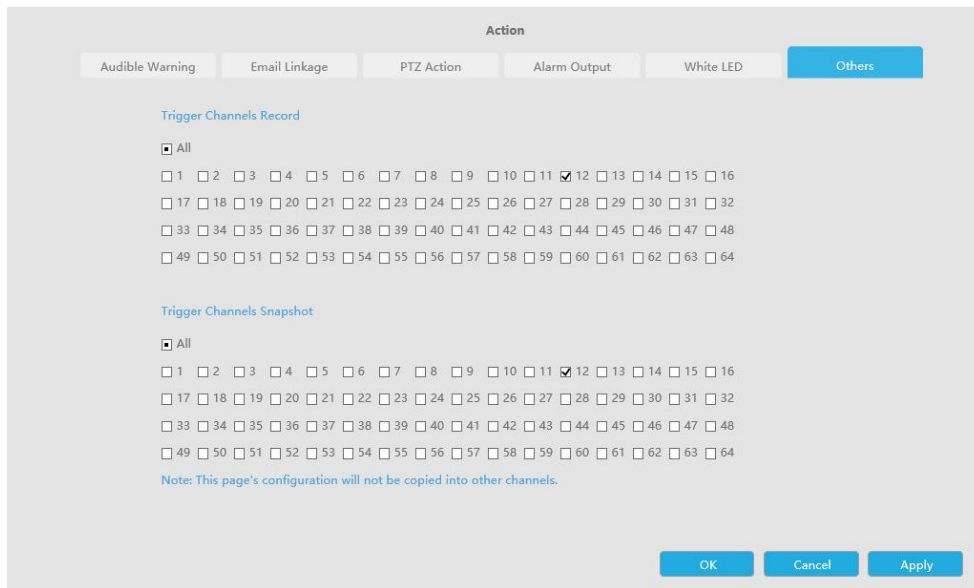 Action
Audible Warning Email Linkage PTZ Action Alarm Output White LED Others
Trigger Channels Record
All
1 2 3 4 5 6 7 8 9 10 11 12 13 14 15 16
17 18 19 20 21 22 23 24 25 26 27 28 29 30 31 32
33 34 35 36 37 38 39 40 41 42 43 44 45 46 47 48
49 50 51 52 53 54 55 56 57 58 59 60 61 62 63 64
Trigger Channels Snapshot
All
1 2 3 4 5 6 7 8 9 10 11 12 13 14 15 16
17 18 19 20 21 22 23 24 25 26 27 28 29 30 31 32
33 34 35 36 37 38 39 40 41 42 43 44 45 46 47 48
49 50 51 52 53 54 55 56 57 58 59 60 61 62 63 64
Note: This page's configuration will not be copied into other channels.
OK Cancel Apply